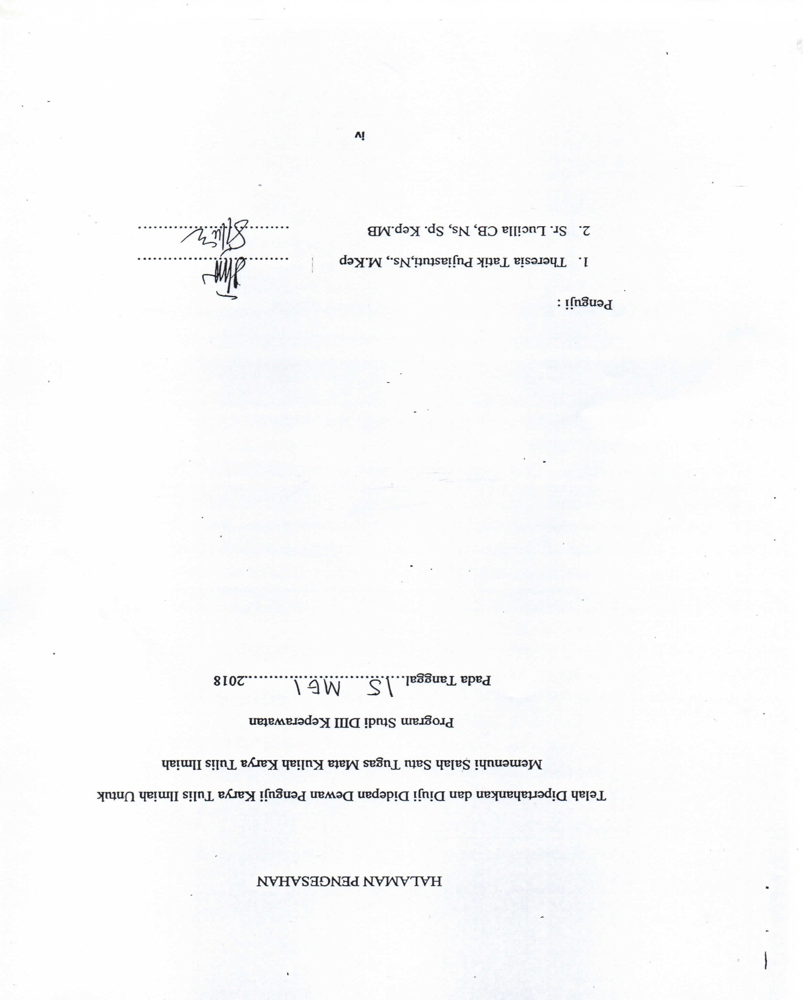 HALAMAN PENGESAHAN
Telah Dipertahankan dan Diuji Didepan Dewan Penguji Karya Tulis Ilmiah Untuk
Memenuhi Salah Satu Tugas Mata Kuliah Karya Tulis Ilmiah
Program Studi DIII Keperawatan
Pada Tanggal....15 MEI....2018
Penguji :
1. Theresia Tatik Pujiastuti,Ns., M.Kep ..............................
2. Sr. Lucilla CB, Ns, Sp. Kep.MB ..............................
iv